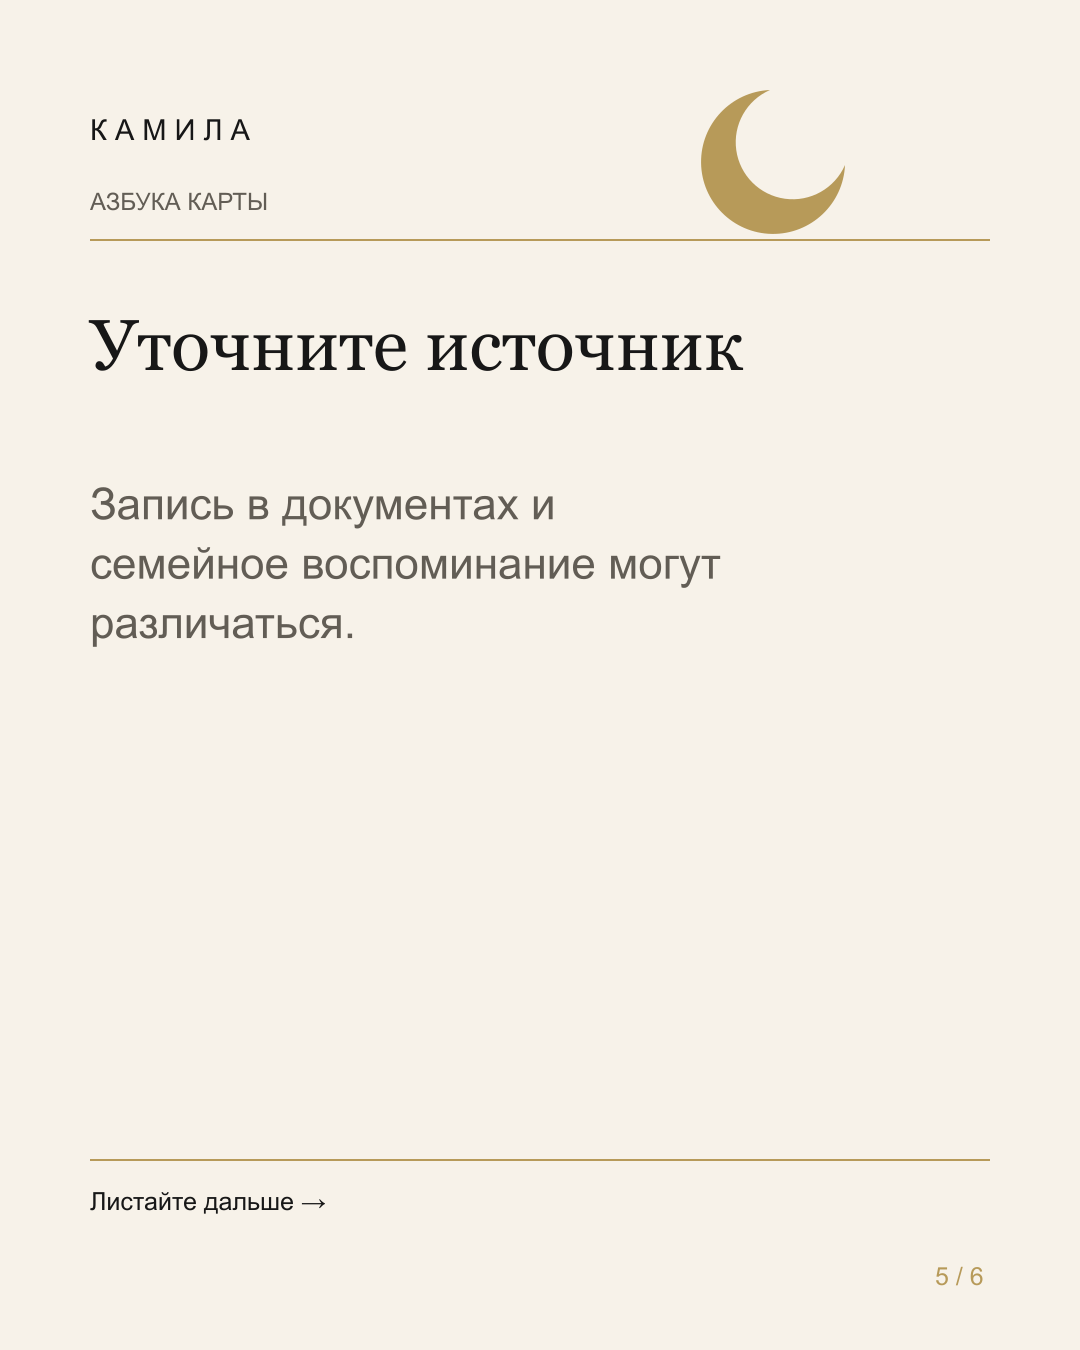 КАМИЛА
АЗБУКА КАРТЫ
Уточните источник
Запись в документах и
семейное воспоминание могут
различаться.
Листайте дальше →
5 / 6